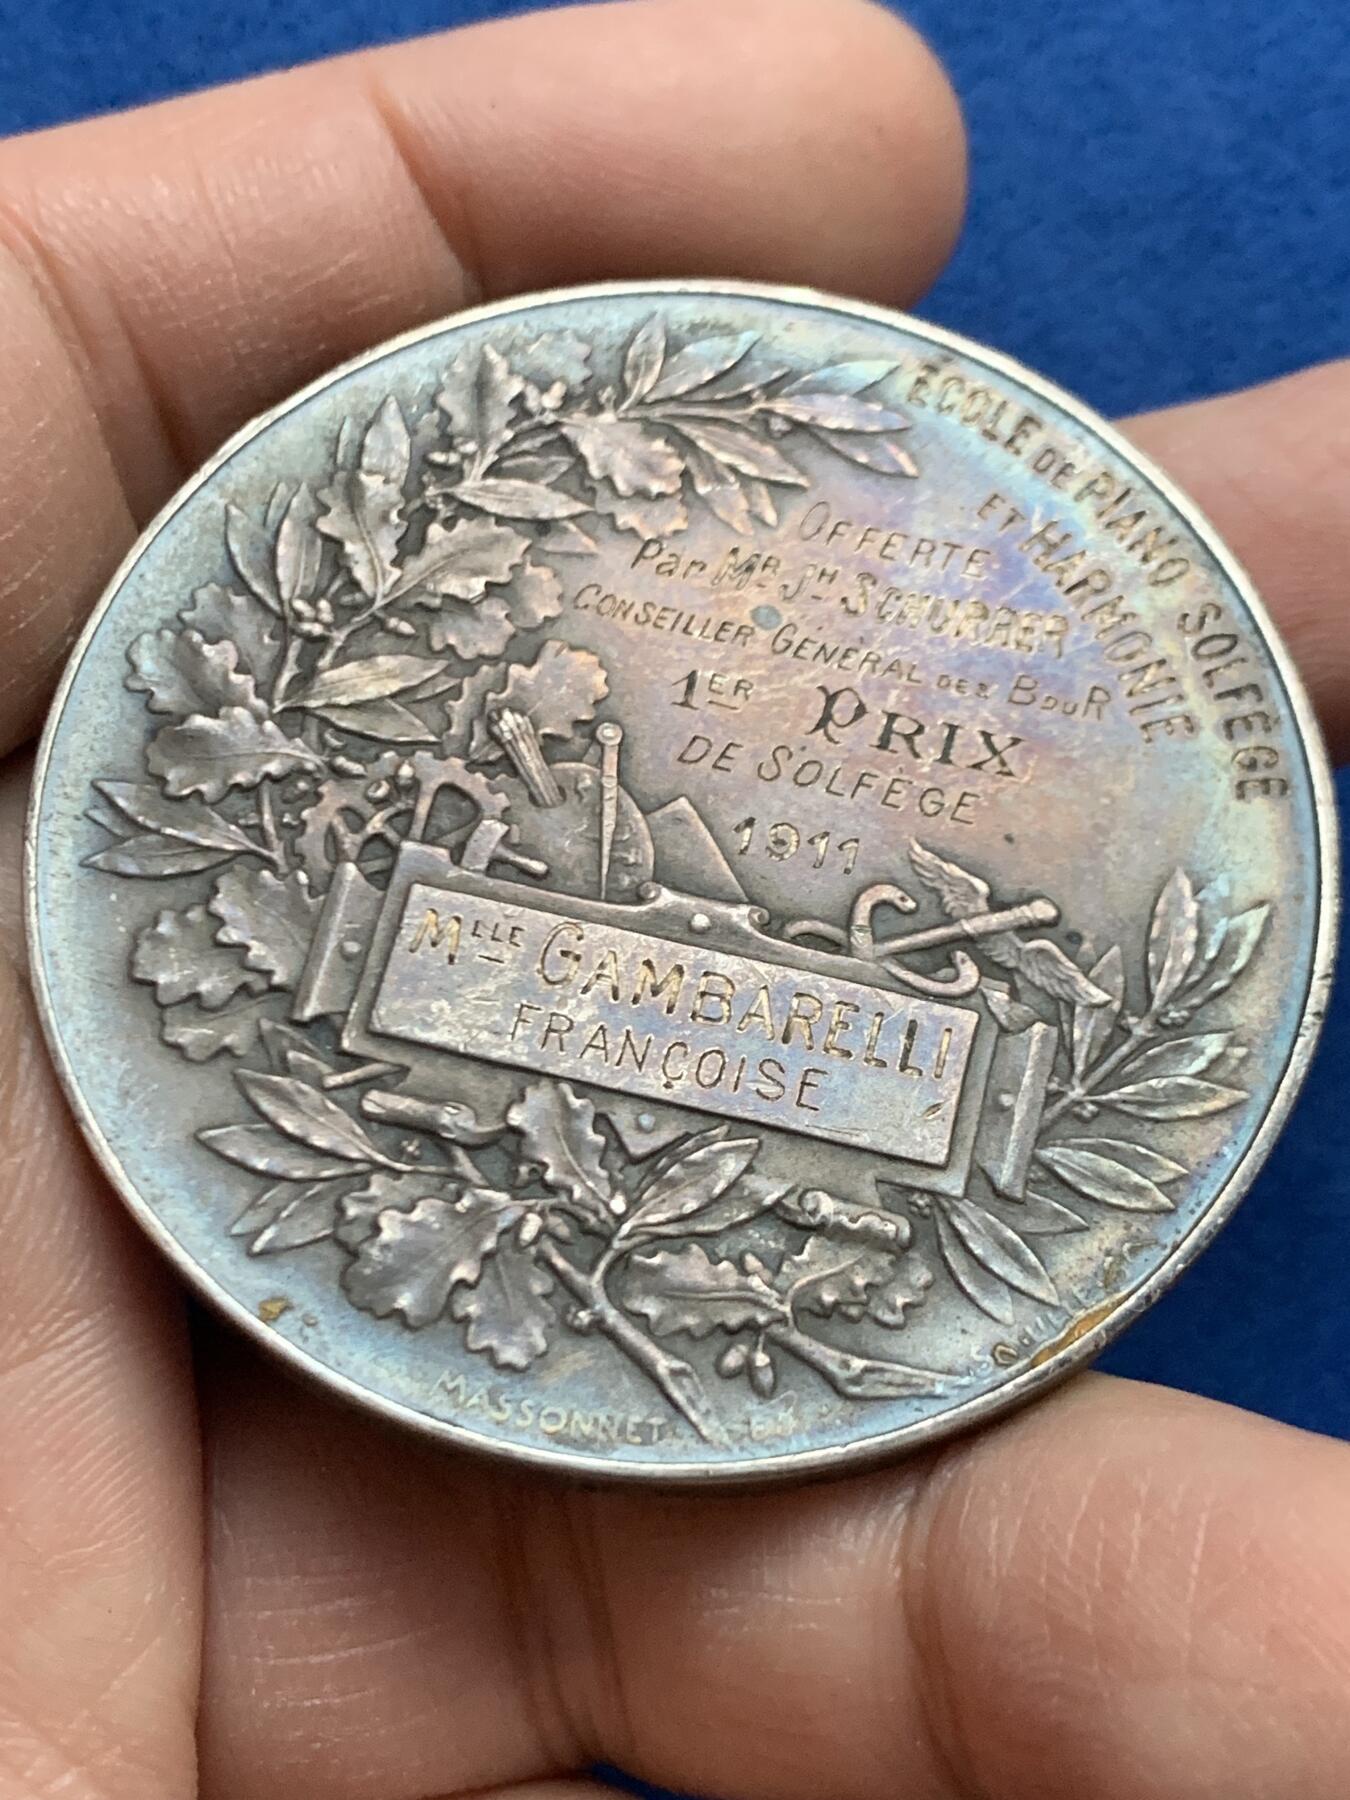 ÉCOLE DE PIANO SOLFÈGE
ET HARMONIE
OFFERTE
Par MR JH SCHURRER
CONSEILLER GÉNÉRAL DES BOUR
1ER PRIX
DE SOLFÈGE
1911
MLLE GAMBARELLI
FRANÇOISE
MASSONNET